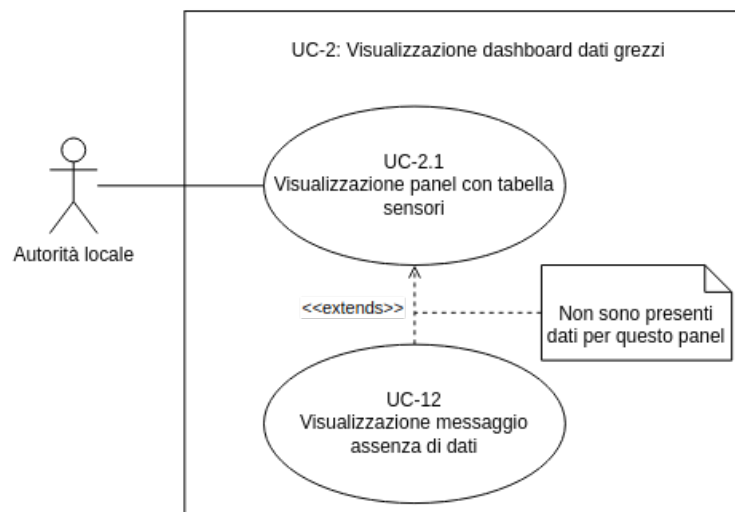 UC-2: Visualizzazione dashboard dati grezzi
UC-2.1
Visualizzazione panel con tabella
sensori
Autorità locale
<<extends>>
Non sono presenti
dati per questo panel
UC-12
Visualizzazione messaggio
assenza di dati